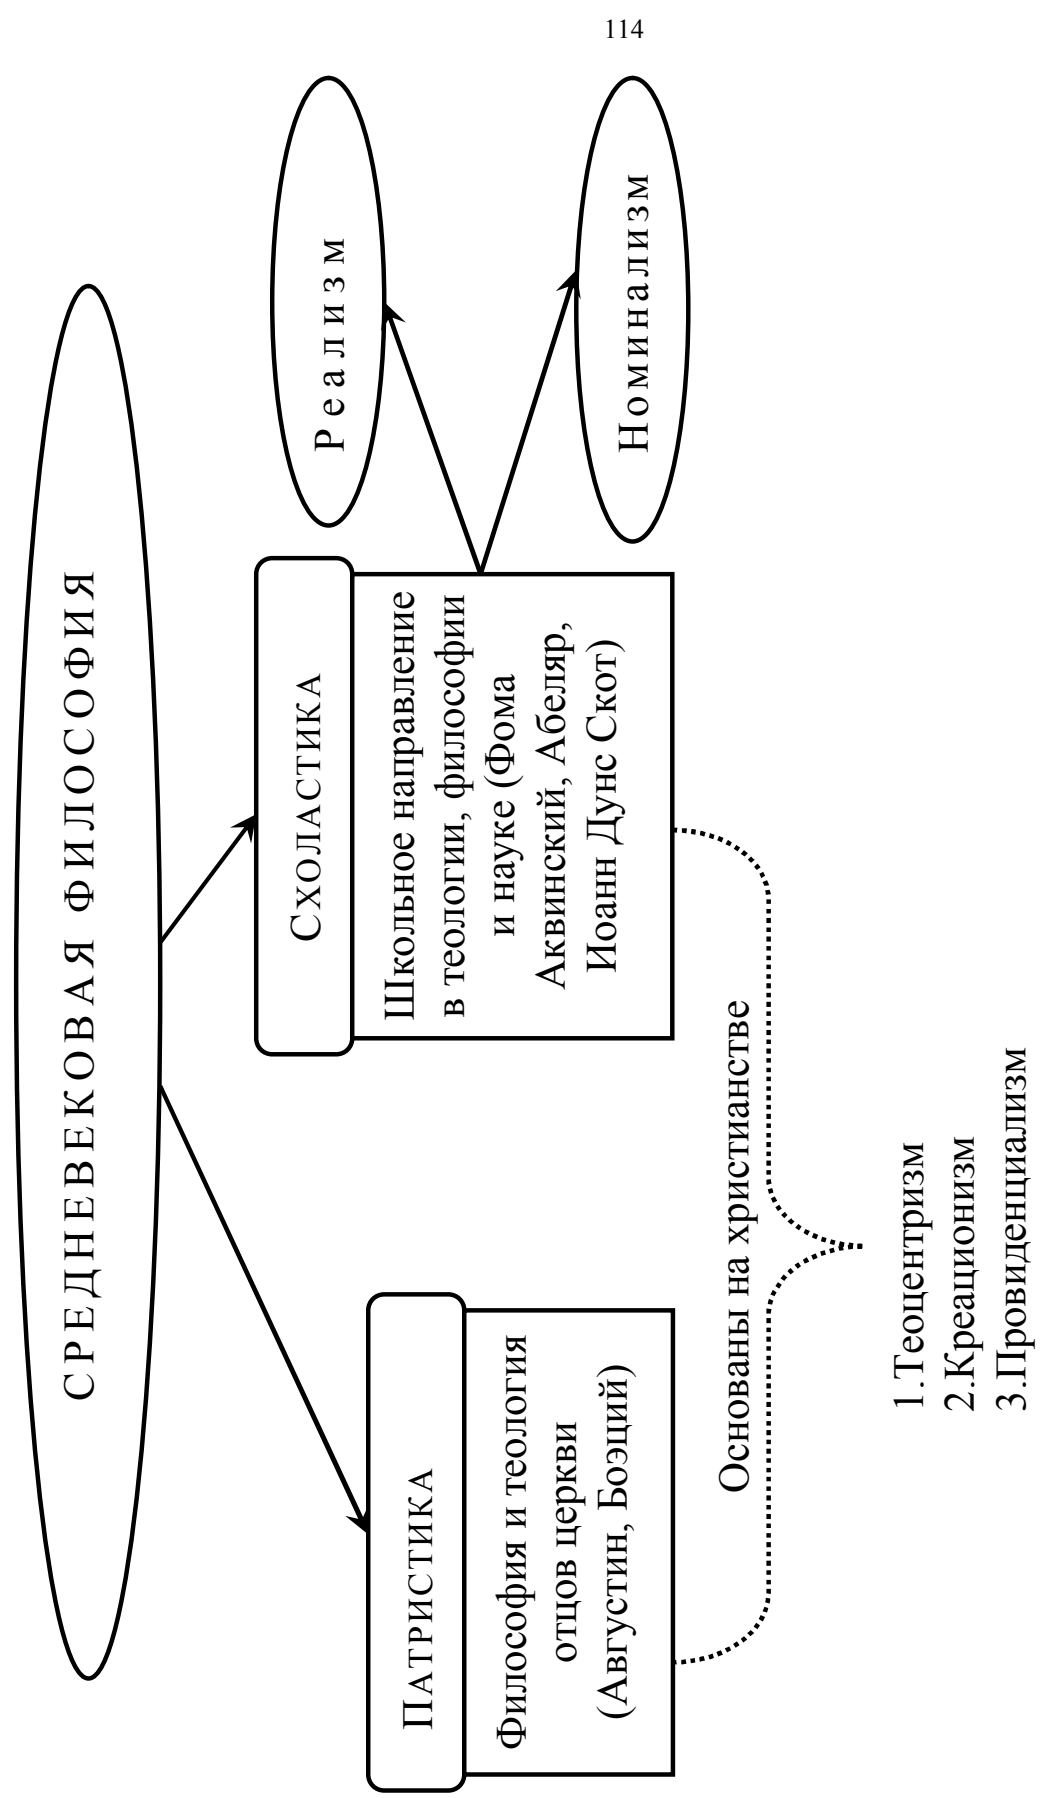 114
СРЕДНЕВЕКОВАЯ ФИЛОСОФИЯ
ПАТРИСТИКА
Философия и теология
отцов церкви
(Августин, Боэций)
СХОЛАСТИКА
Школьное направление
в теологии, философии
и науке (Фома
Аквинский, Абеляр,
Иоанн Дунс Скот)
Реализм
Номинализм
Основаны на христианстве
1.Теоцентризм
2.Креационизм
3.Провиденциализм